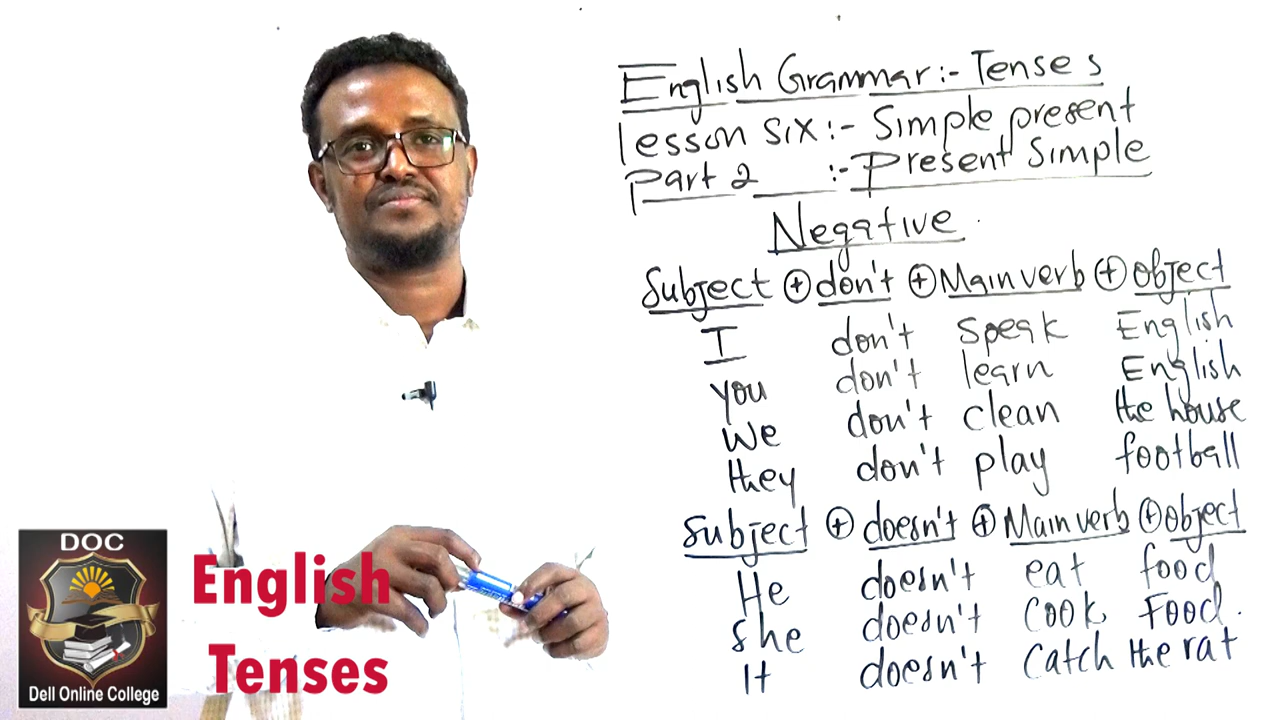 English Grammar:- Tenses
lesson six:- Simple present
Part 2 :- Present Simple
Negative
Subject + don't + Main verb + object
I don't speak English
you don't learn English
We don't clean the house
they don't play football
Subject + doesn't + Main verb + object
He doesn't eat food
she doesn't cook Food.
It doesn't catch the rat
DOC
Dell Online College
English
Tenses